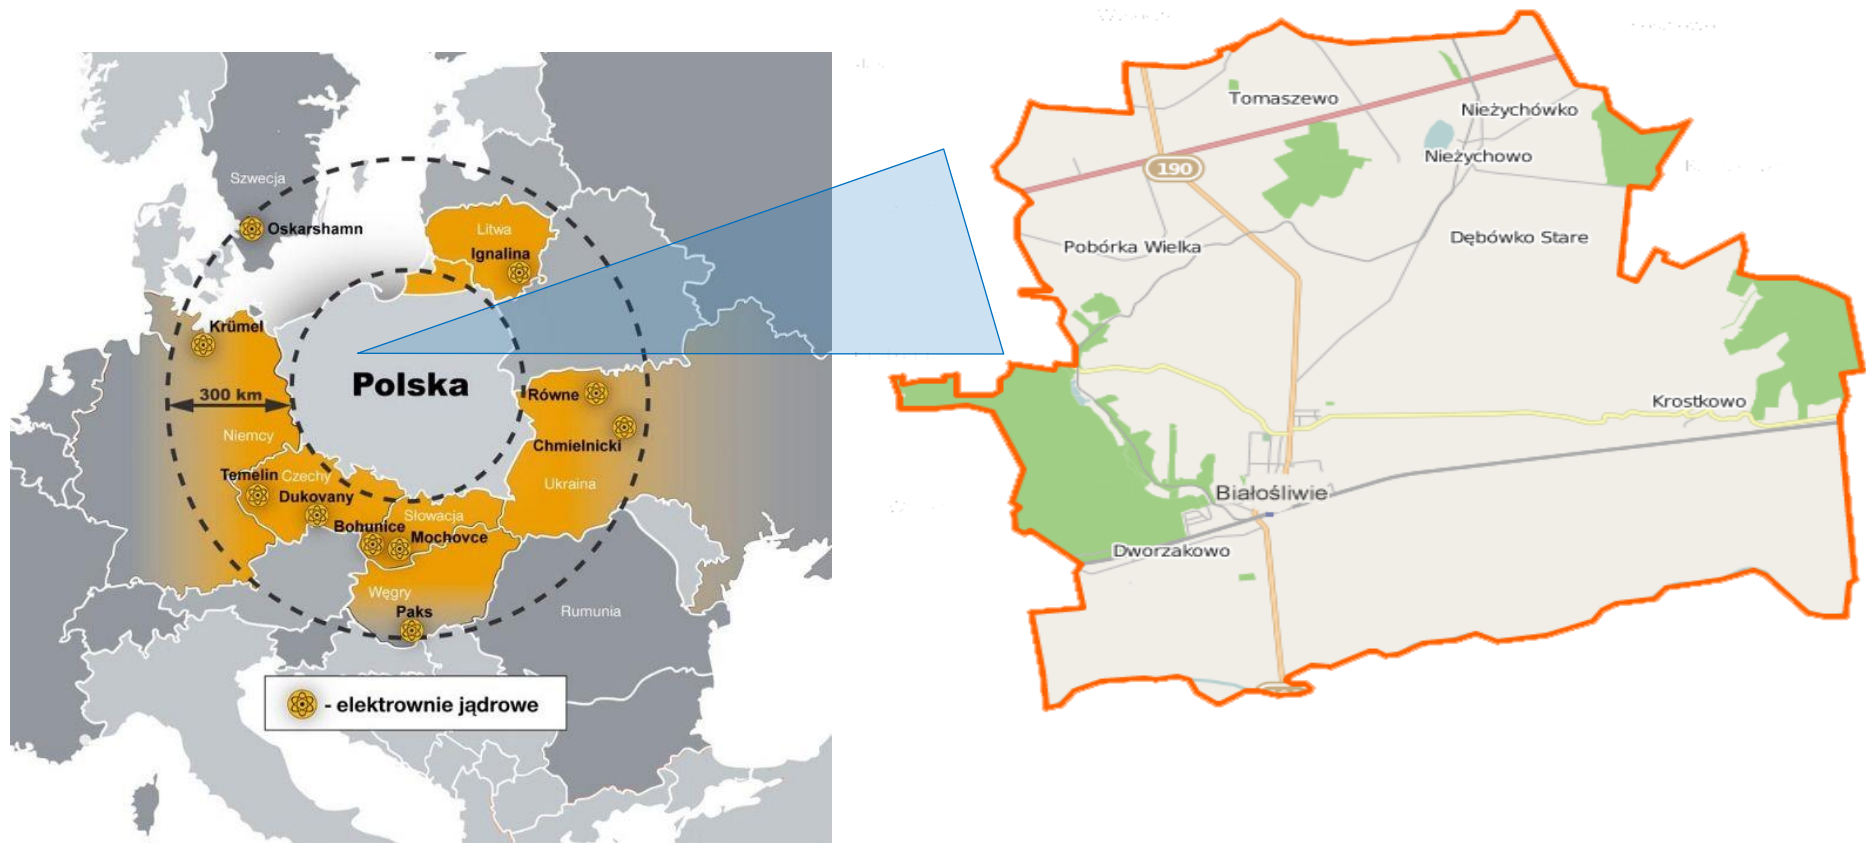 Szwecja
Oskarshamn
Litwa
Ignalina
Krümel
Polska
300 km
Równe
Niemcy
Chmielnicki
Temelin
Czechy
Ukraina
Dukovany
Słowacja
Bohunice
Mochovce
Węgry
Paks
Rumunia
- elektrownie jądrowe
Tomaszewo
Nieżychówko
Nieżychowo
190
Dębówko Stare
Pobórka Wielka
Krostkowo
Białośliwie
Dworzakowo